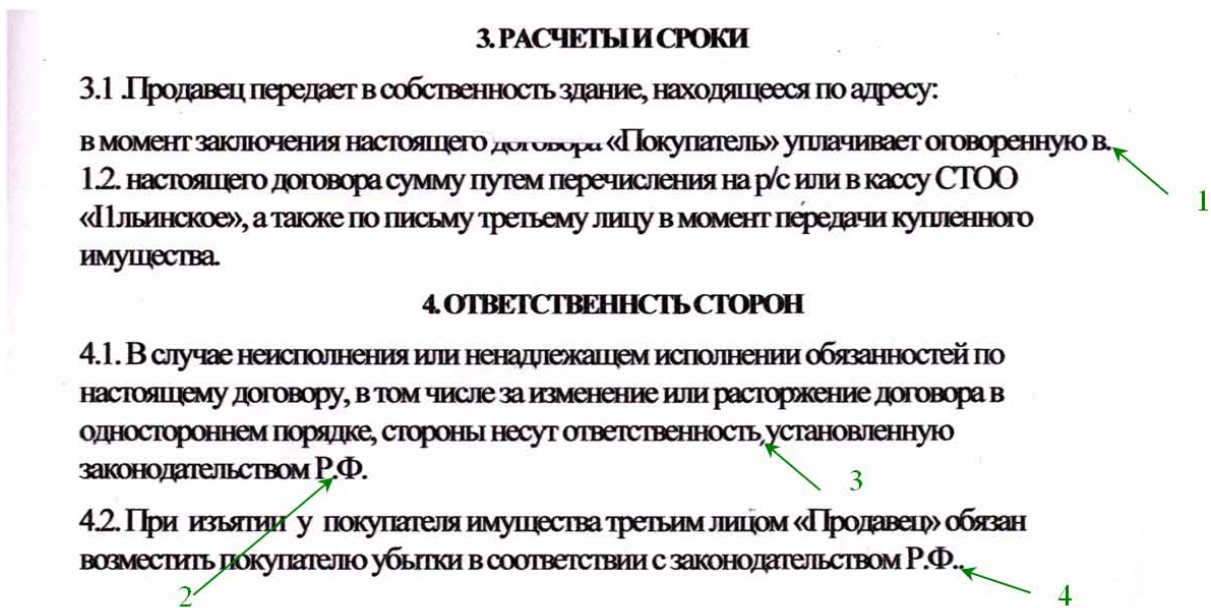 3. РАСЧЕТЫ И СРОКИ
3.1 .Продавец передает в собственность здание, находящееся по адресу:
в момент заключения настоящего договора «Покупатель» уплачивает оговоренную в.
1
1.2. настоящего договора сумму путем перечисления на р/с или в кассу СТОО
«Ильинское», а также по письму третьему лицу в момент передачи купленного
имущества.
4. ОТВЕТСТВЕННСТЬ СТОРОН
4.1. В случае неисполнения или ненадлежащем исполнении обязанностей по
настоящему договору, в том числе за изменение или расторжение договора в
одностороннем порядке, стороны несут ответственность,установленную
законодательством Р.Ф.
3
4.2. При изъятии у покупателя имущества третьим лицом «Продавец» обязан
возместить покупателю убытки в соответствии с законодательством Р.Ф..
2
4